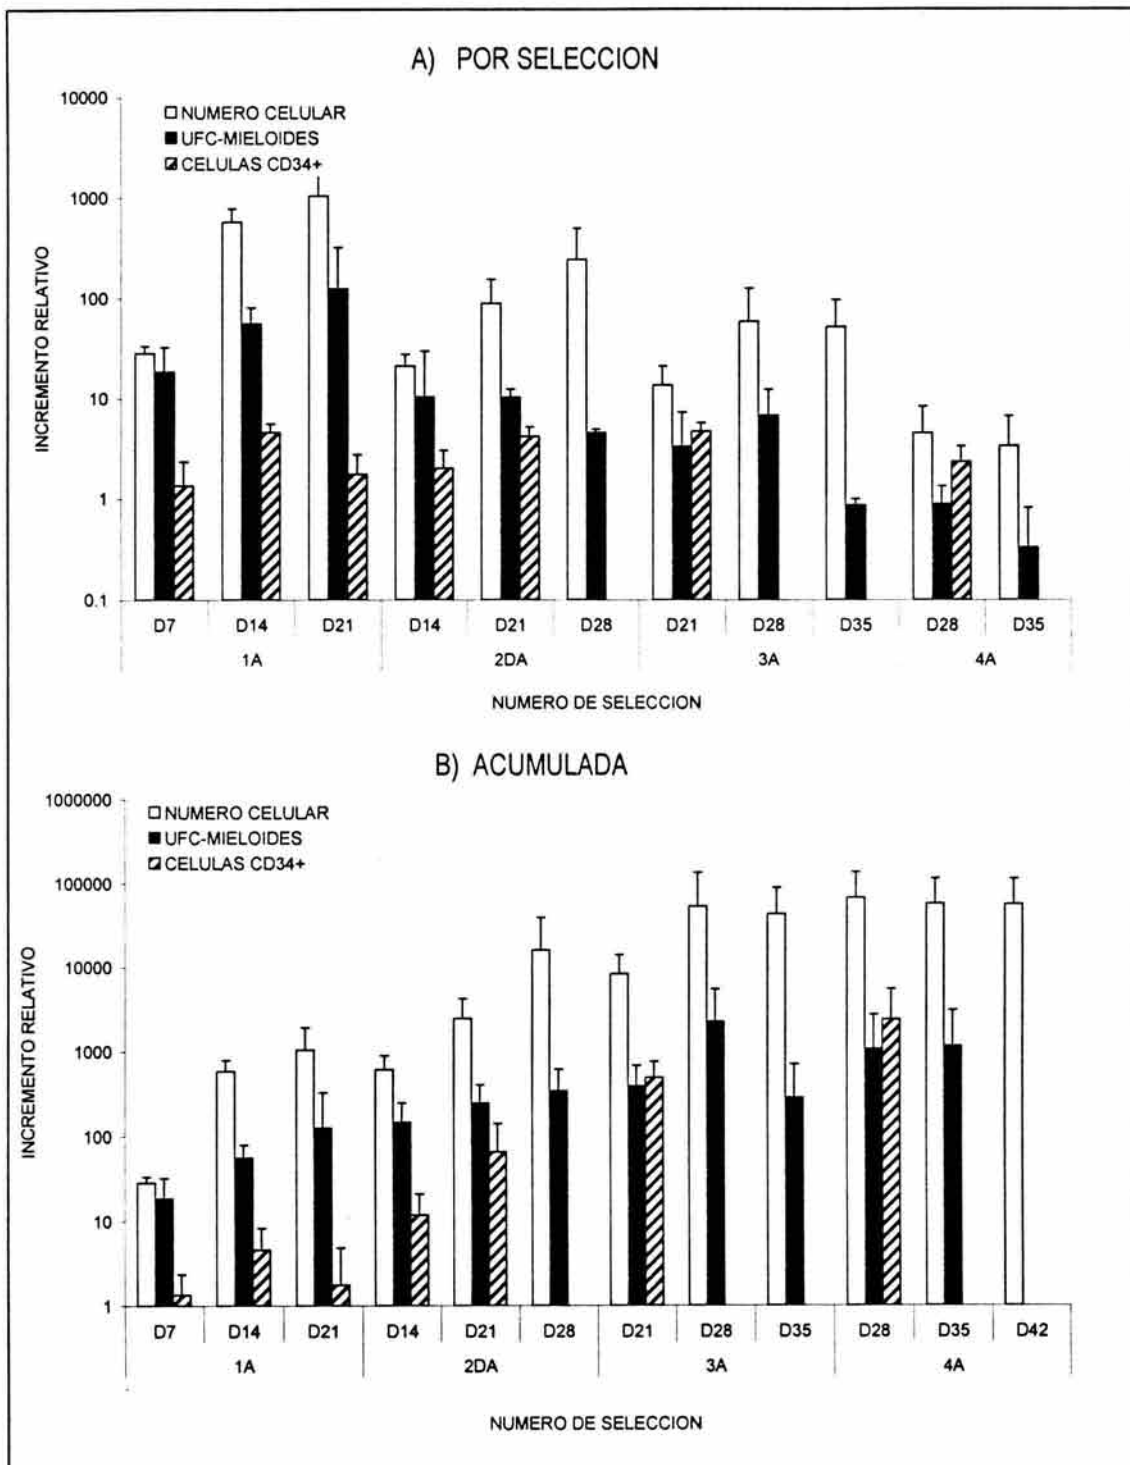 A) POR SELECCION
10000
1000
100
10
1
0.1
INCREMENTO RELATIVO
NUMERO CELULAR
UFC-MIELOIDES
CELULAS CD34+
D7 D14 D21 D14 D21 D28 D21 D28 D35 D28 D35
1A 2DA 3A 4A
NUMERO DE SELECCION
B) ACUMULADA
1000000
100000
10000
1000
100
10
1
INCREMENTO RELATIVO
NUMERO CELULAR
UFC-MIELOIDES
CELULAS CD34+
D7 D14 D21 D14 D21 D28 D21 D28 D35 D28 D35 D42
1A 2DA 3A 4A
NUMERO DE SELECCION